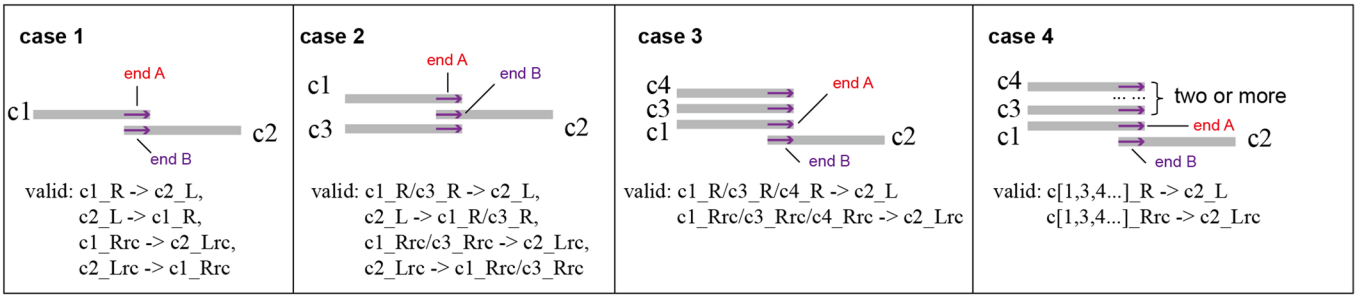 case 1
end A
c1
c2
end B
valid: c1_R -> c2_L,
c2_L -> c1_R,
c1_Rrc -> c2_Lrc,
c2_Lrc -> c1_Rrc
case 2
end A
end B
c1
c2
c3
valid: c1_R/c3_R -> c2_L,
c2_L -> c1_R/c3_R,
c1_Rrc/c3_Rrc -> c2_Lrc,
c2_Lrc -> c1_Rrc/c3_Rrc
case 3
c4
end A
c3
c1
c2
end B
valid: c1_R/c3_R/c4_R -> c2_L
c1_Rrc/c3_Rrc/c4_Rrc -> c2_Lrc
case 4
c4
... ...
two or more
c3
c1
end A
c2
end B
valid: c[1,3,4...]_R -> c2_L
c[1,3,4...]_Rrc -> c2_Lrc